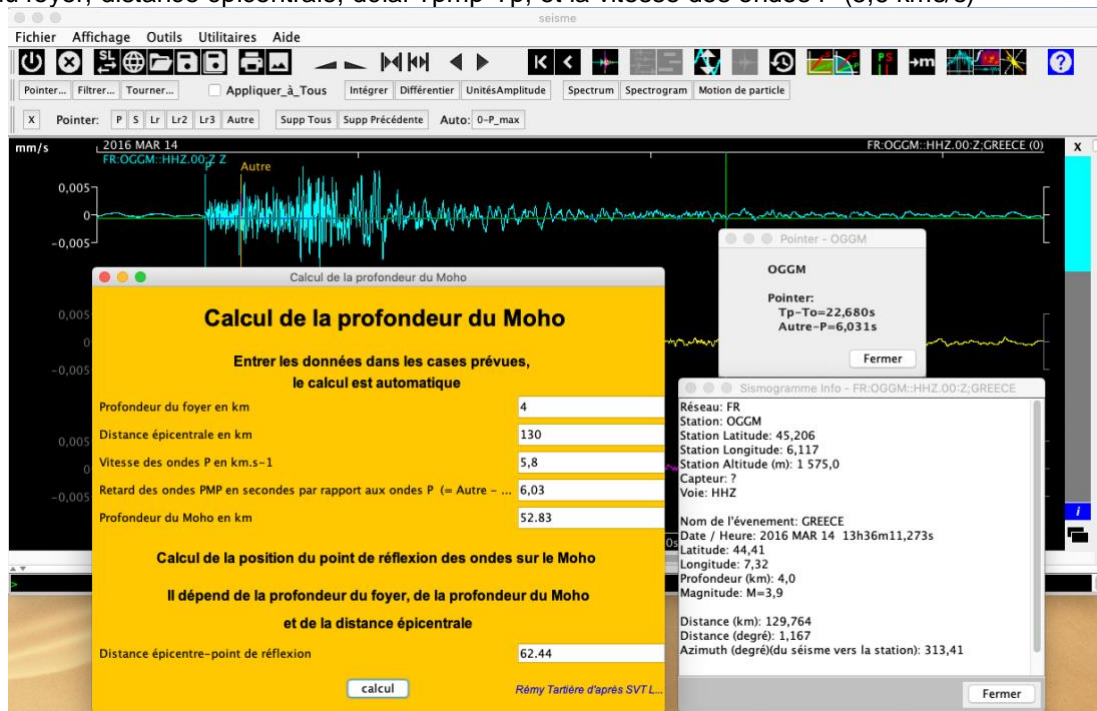 seisme
Fichier Affichage Outils Utilitaires Aide
Pointer... Filtrer... Tourner... Appliquer_à_Tous Intégrer Différentier UnitésAmplitude Spectrum Spectrogram Motion de particle
X Pointer: P S Lr Lr2 Lr3 Autre Supp Tous Supp Précédente Auto: 0-P_max
mm/s 2016 MAR 14 FR:OGGM::HHZ.00:Z;GREECE (0) X
FR:OGGM::HHZ.00:Z Z
P Autre
0,005
0
-0,005
Pointer - OGGM
OGGM
Pointer:
Tp-To=22,680s
Autre-P=6,031s
Fermer
Calcul de la profondeur du Moho
Calcul de la profondeur du Moho
Entrer les données dans les cases prévues,
le calcul est automatique
Profondeur du foyer en km 4
Distance épicentrale en km 130
Vitesse des ondes P en km.s-1 5,8
Retard des ondes PMP en secondes par rapport aux ondes P (= Autre - ... 6,03
Profondeur du Moho en km 52.83
Calcul de la position du point de réflexion des ondes sur le Moho
Il dépend de la profondeur du foyer, de la profondeur du Moho
et de la distance épicentrale
Distance épicentre-point de réflexion 62.44
calcul
Rémy Tartière d'après SVT L...
0,005
0
-0,005
0,005
0
-0,005
Sismogramme Info - FR:OGGM::HHZ.00:Z;GREECE
Réseau: FR
Station: OGGM
Station Latitude: 45,206
Station Longitude: 6,117
Station Altitude (m): 1 575,0
Capteur: ?
Voie: HHZ
Nom de l'évenement: GREECE
Date / Heure: 2016 MAR 14 13h36m11,273s
Latitude: 44,41
Longitude: 7,32
Profondeur (km): 4,0
Magnitude: M=3,9
Distance (km): 129,764
Distance (degré): 1,167
Azimuth (degré)(du séisme vers la station): 313,41
Fermer